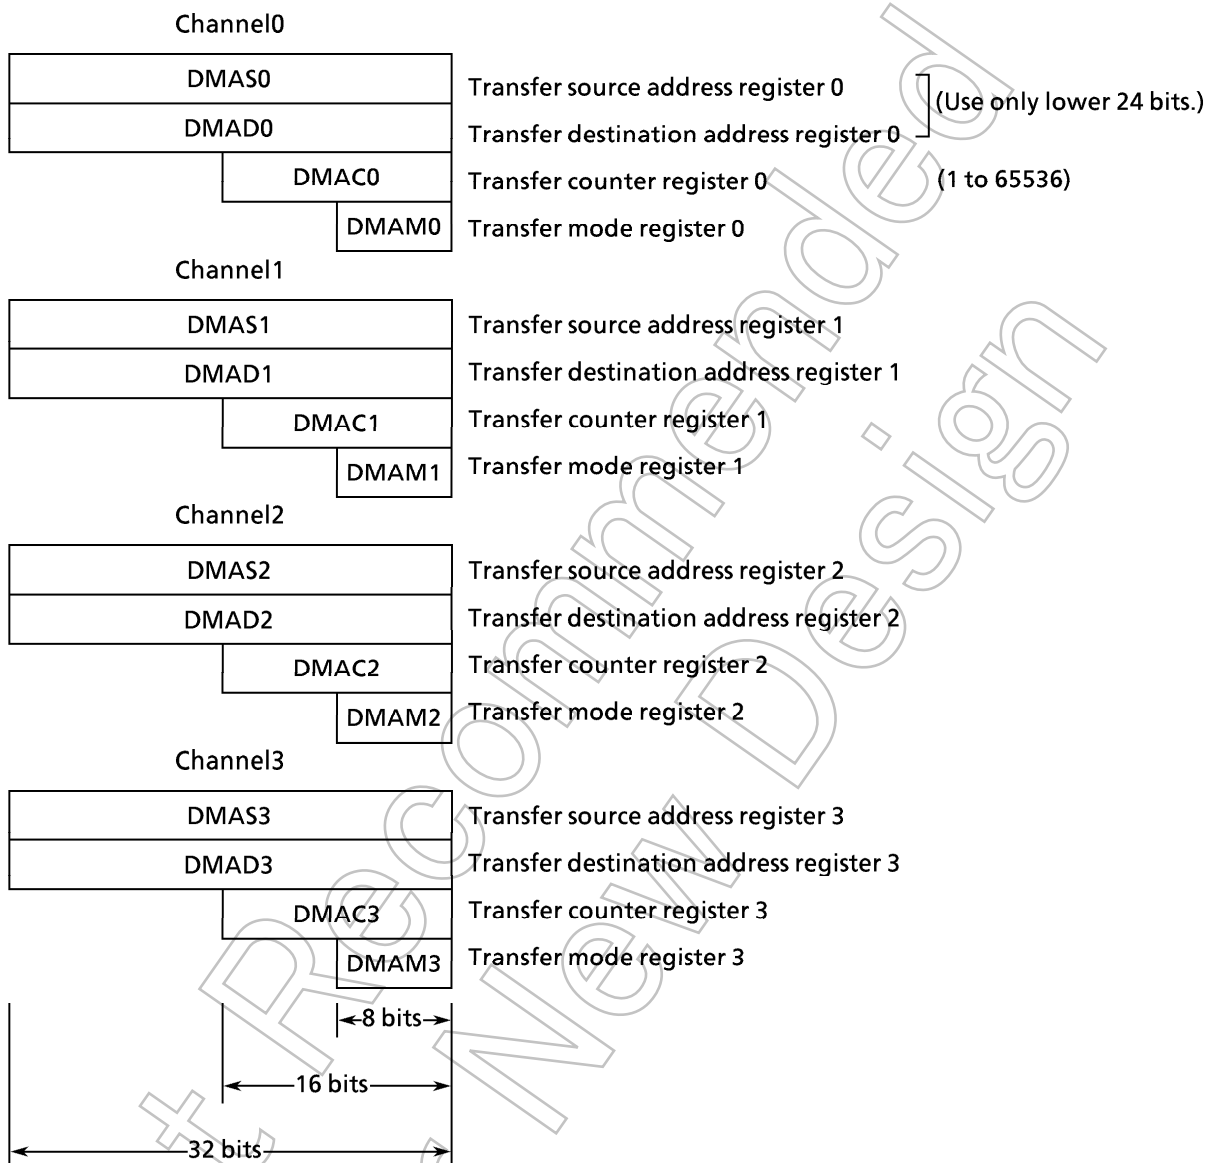 Channel0
DMAS0 Transfer source address register 0 (Use only lower 24 bits.)
DMAD0 Transfer destination address register 0
DMAC0 Transfer counter register 0 (1 to 65536)
DMAM0 Transfer mode register 0
Channel1
DMAS1 Transfer source address register 1
DMAD1 Transfer destination address register 1
DMAC1 Transfer counter register 1
DMAM1 Transfer mode register 1
Channel2
DMAS2 Transfer source address register 2
DMAD2 Transfer destination address register 2
DMAC2 Transfer counter register 2
DMAM2 Transfer mode register 2
Channel3
DMAS3 Transfer source address register 3
DMAD3 Transfer destination address register 3
DMAC3 Transfer counter register 3
DMAM3 Transfer mode register 3
8 bits
16 bits
32 bits
Recommended
New Design